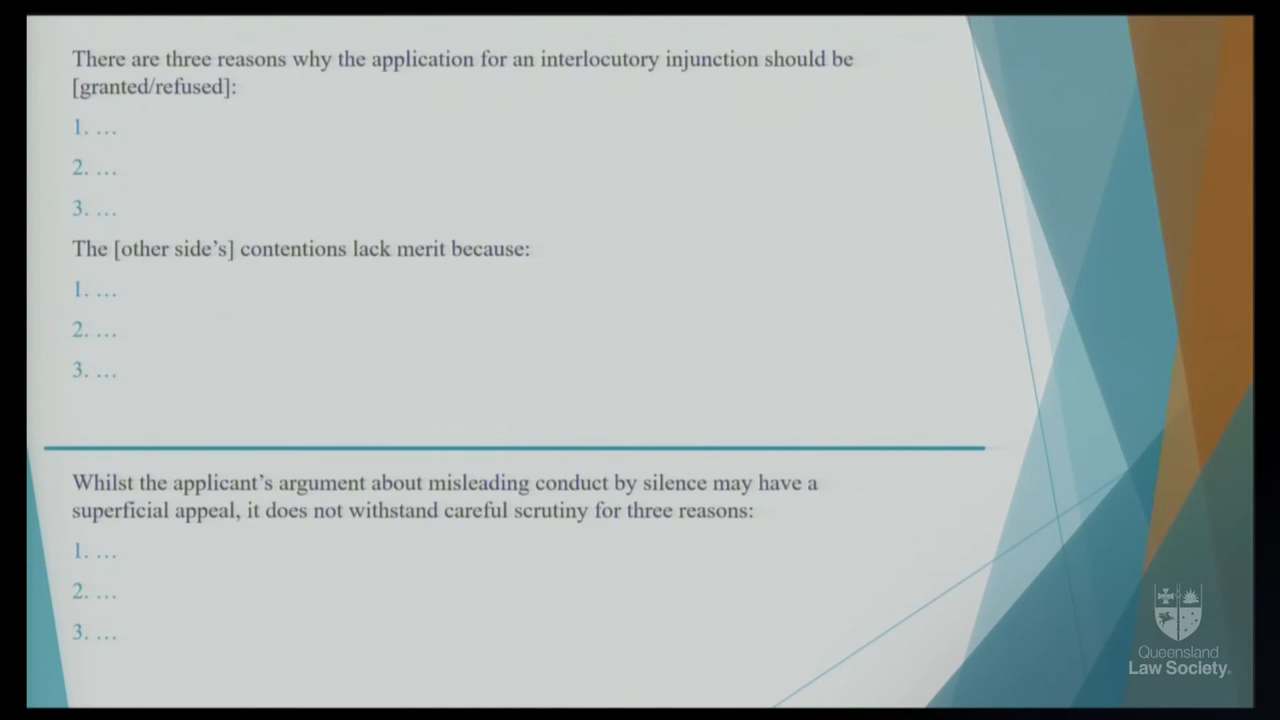 There are three reasons why the application for an interlocutory injunction should be
[granted/refused]:
1. …
2. …
3. …
The [other side’s] contentions lack merit because:
1. …
2. …
3. …
Whilst the applicant’s argument about misleading conduct by silence may have a
superficial appeal, it does not withstand careful scrutiny for three reasons:
1. …
2. …
3. …
Queensland
Law Society.